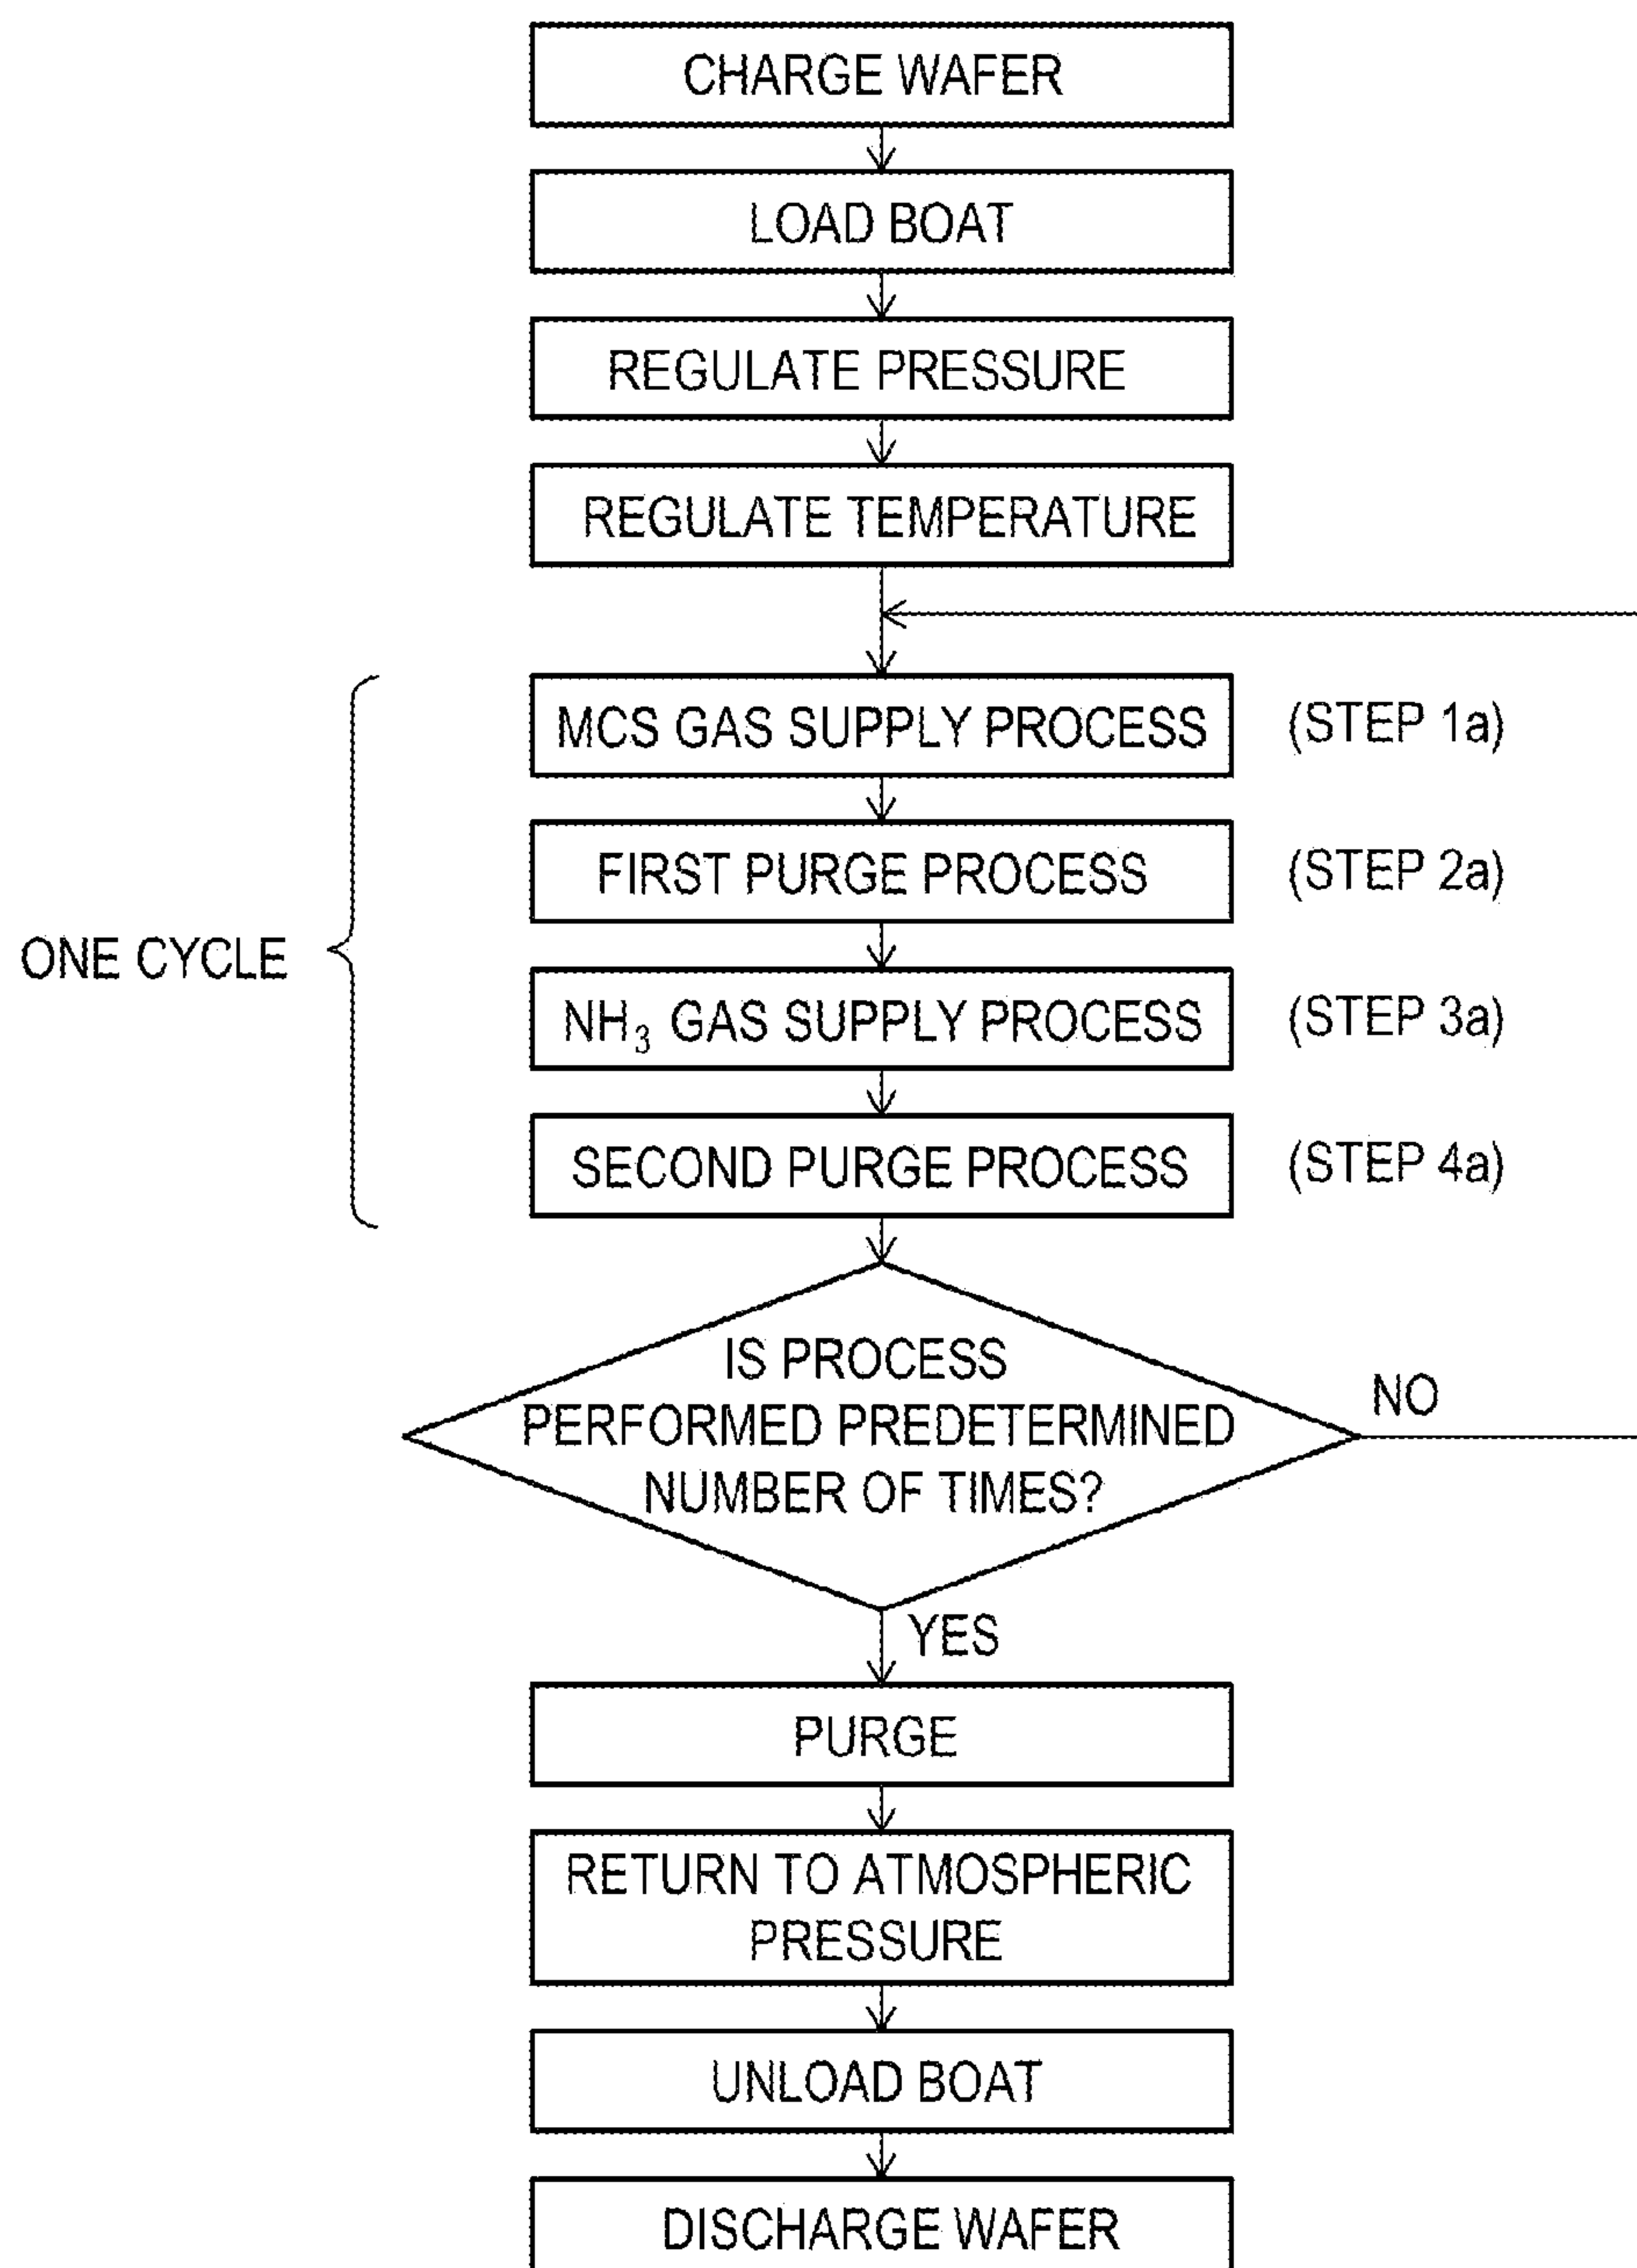 CHARGE WAFER
LOAD BOAT
REGULATE PRESSURE
REGULATE TEMPERATURE
MCS GAS SUPPLY PROCESS (STEP 1a)
FIRST PURGE PROCESS (STEP 2a)
ONE CYCLE
NH₃ GAS SUPPLY PROCESS (STEP 3a)
SECOND PURGE PROCESS (STEP 4a)
IS PROCESS
PERFORMED PREDETERMINED
NUMBER OF TIMES?
NO
YES
PURGE
RETURN TO ATMOSPHERIC
PRESSURE
UNLOAD BOAT
DISCHARGE WAFER